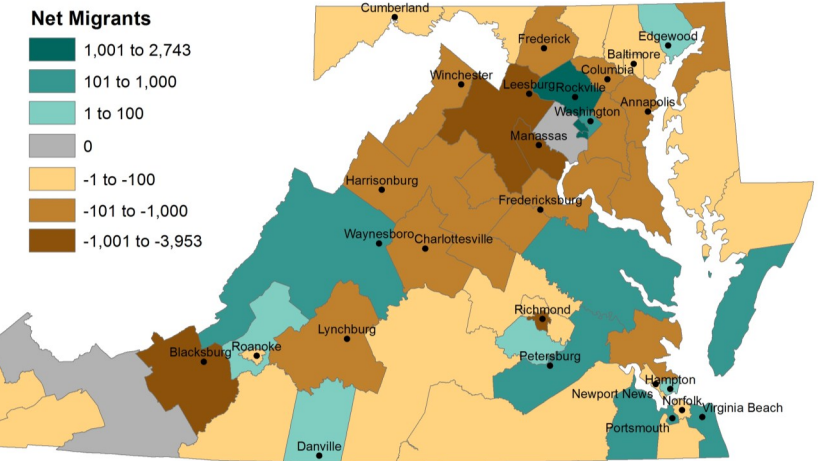 Net Migrants
1,001 to 2,743
101 to 1,000
1 to 100
0
-1 to -100
-101 to -1,000
-1,001 to -3,953
Cumberland
Edgewood
Frederick
Baltimore
Columbia
Winchester
Leesburg
Rockville
Annapolis
Washington
Manassas
Harrisonburg
Fredericksburg
Waynesboro
Charlottesville
Richmond
Lynchburg
Roanoke
Blacksburg
Petersburg
Hampton
Newport News
Norfolk
Virginia Beach
Portsmouth
Danville